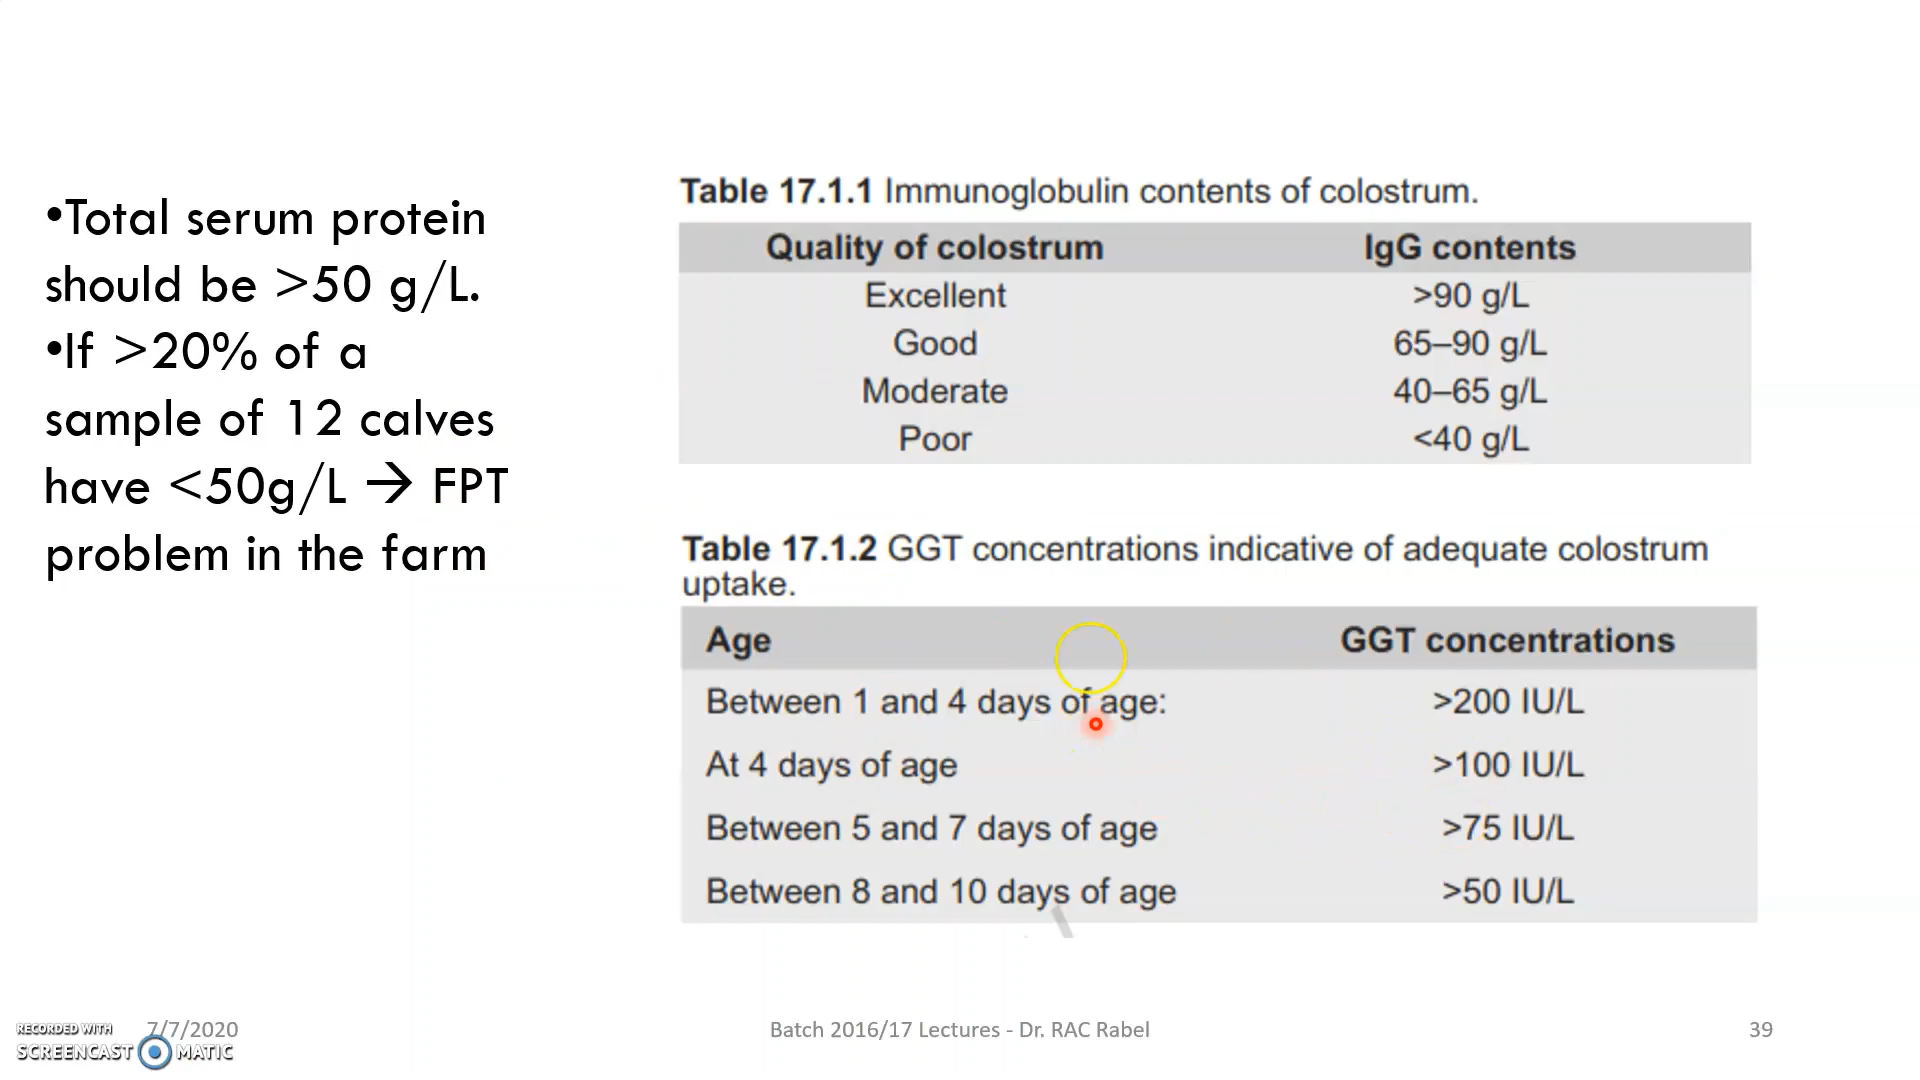 •Total serum protein
should be >50 g/L.
•If >20% of a
sample of 12 calves
have <50g/L → FPT
problem in the farm
Table 17.1.1 Immunoglobulin contents of colostrum.
Quality of colostrum IgG contents
Excellent >90 g/L
Good 65–90 g/L
Moderate 40–65 g/L
Poor <40 g/L
Table 17.1.2 GGT concentrations indicative of adequate colostrum
uptake.
Age GGT concentrations
Between 1 and 4 days of age: >200 IU/L
At 4 days of age >100 IU/L
Between 5 and 7 days of age >75 IU/L
Between 8 and 10 days of age >50 IU/L
7/7/2020 Batch 2016/17 Lectures - Dr. RAC Rabel 39
RECORDED WITH
SCREENCAST MATIC